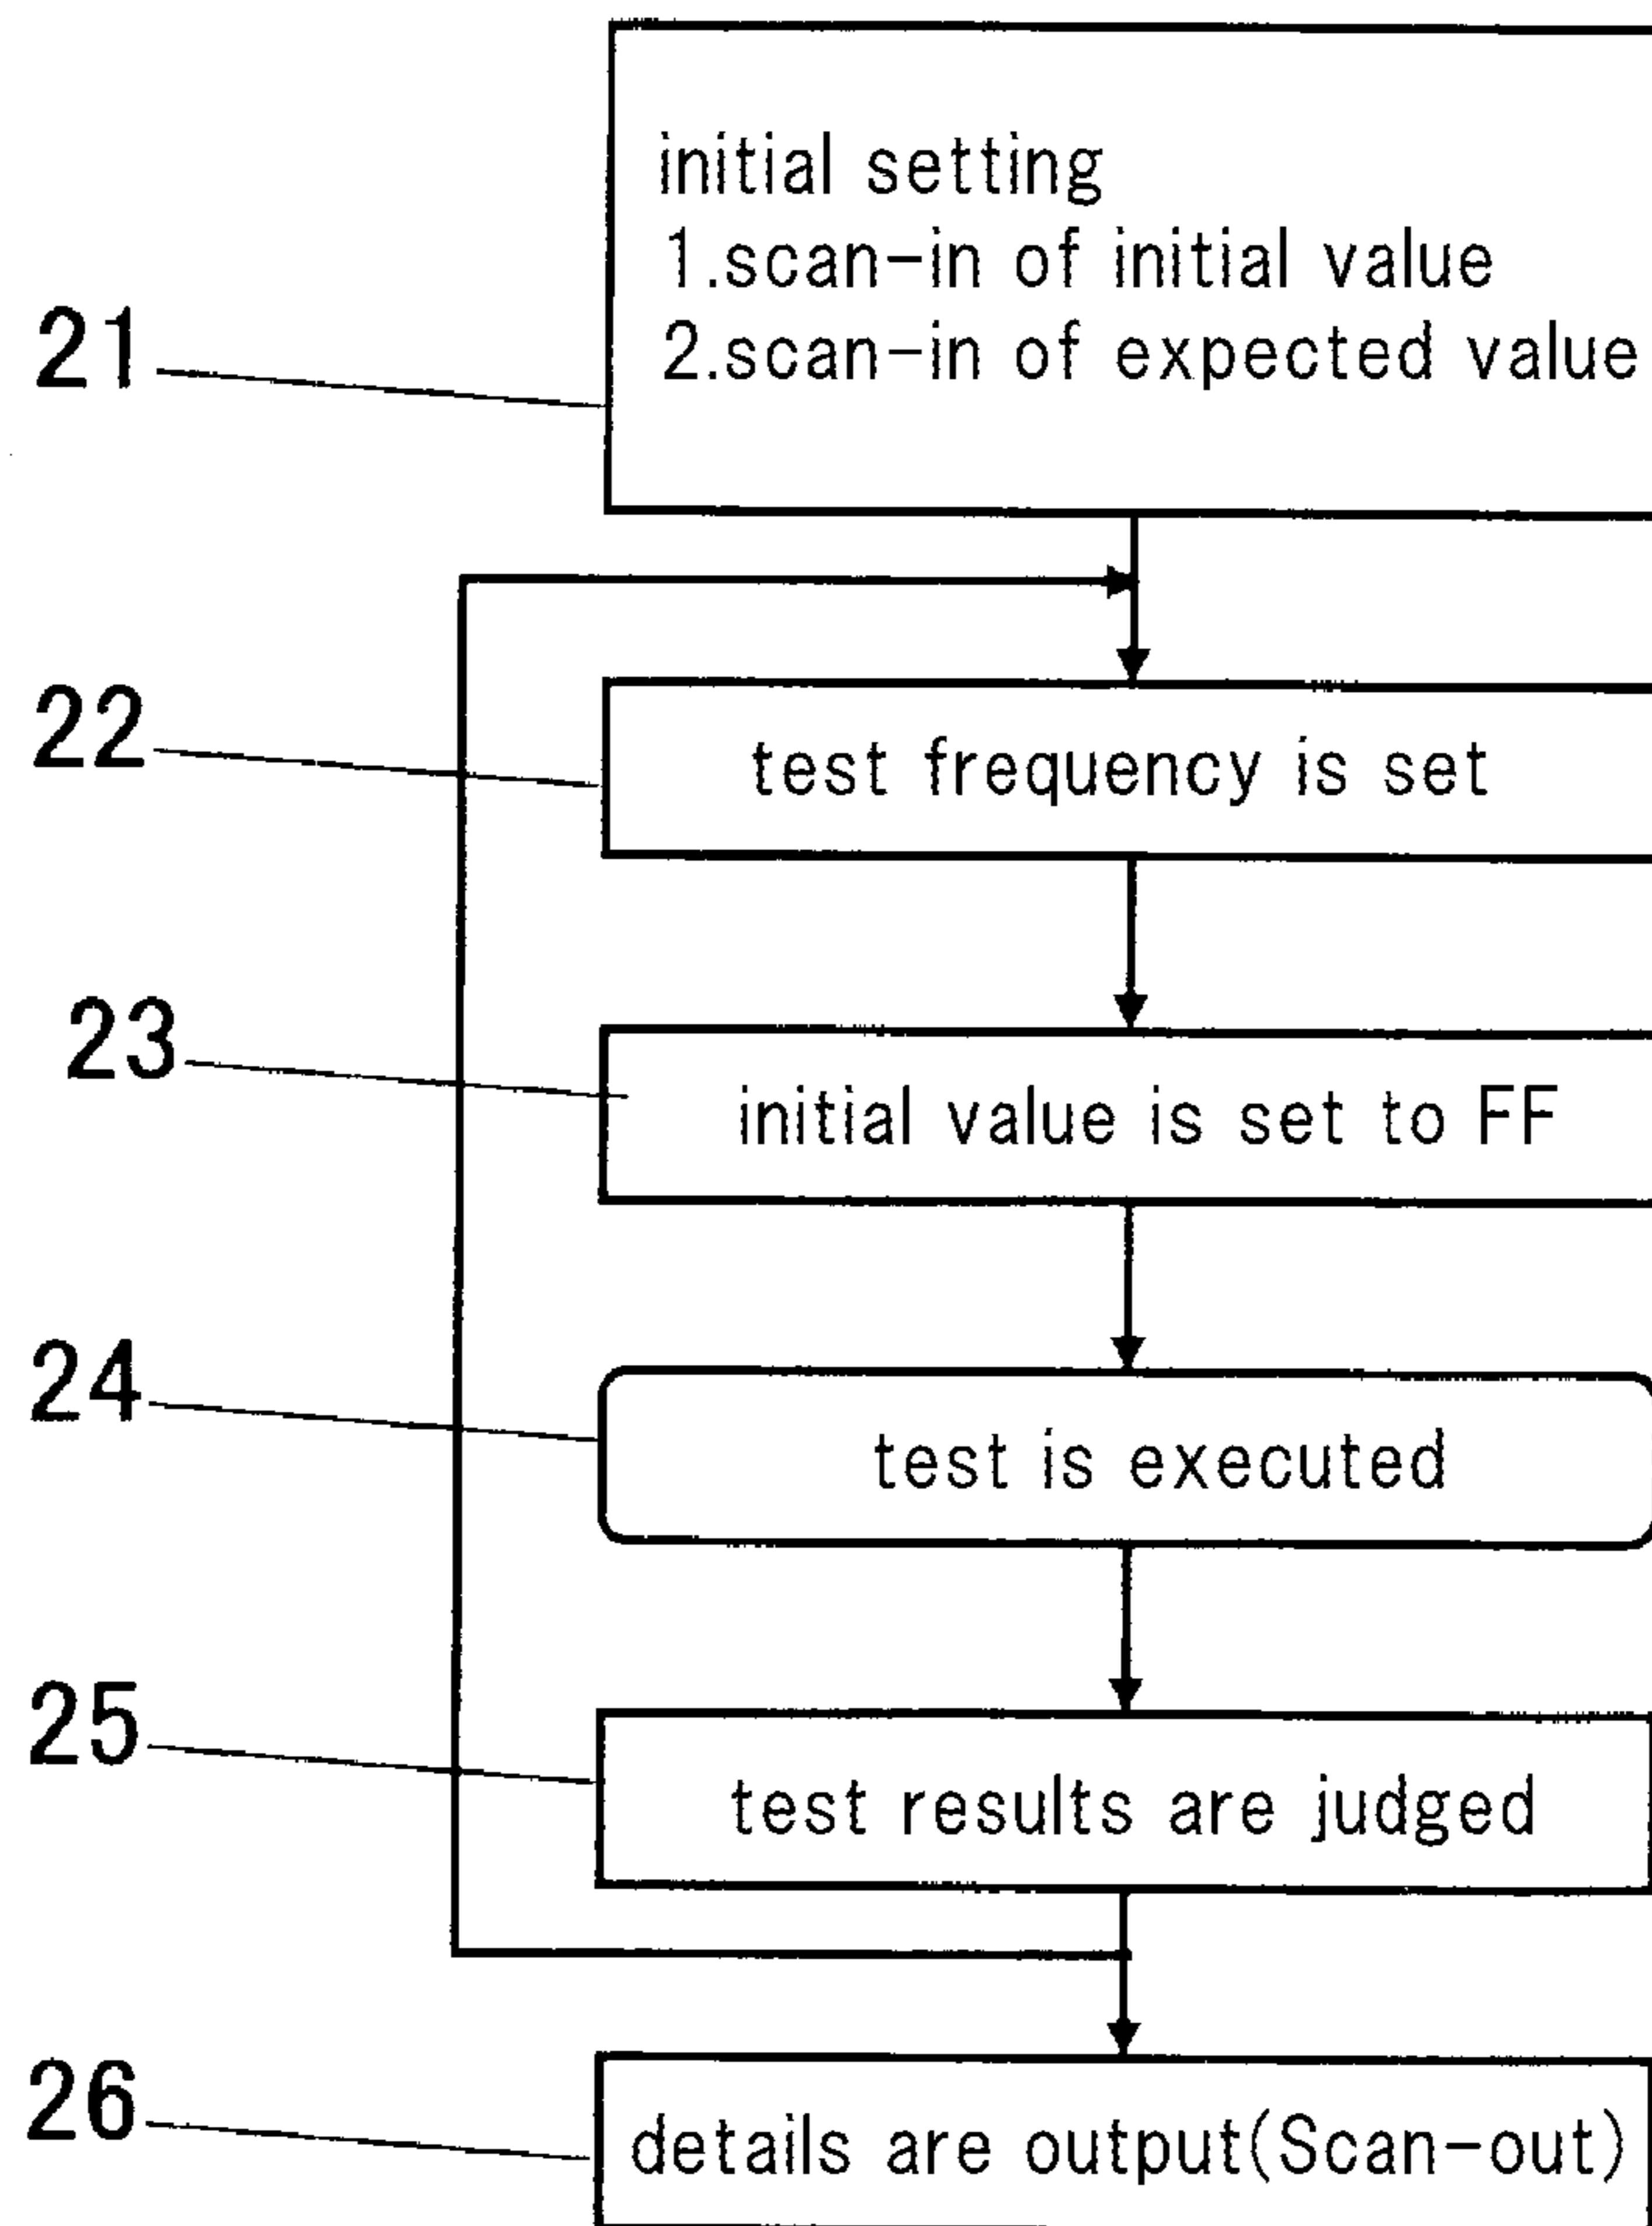 initial setting
1.scan-in of initial value
2.scan-in of expected value
21
22
test frequency is set
23
initial value is set to FF
24
test is executed
25
test results are judged
26
details are output(Scan-out)